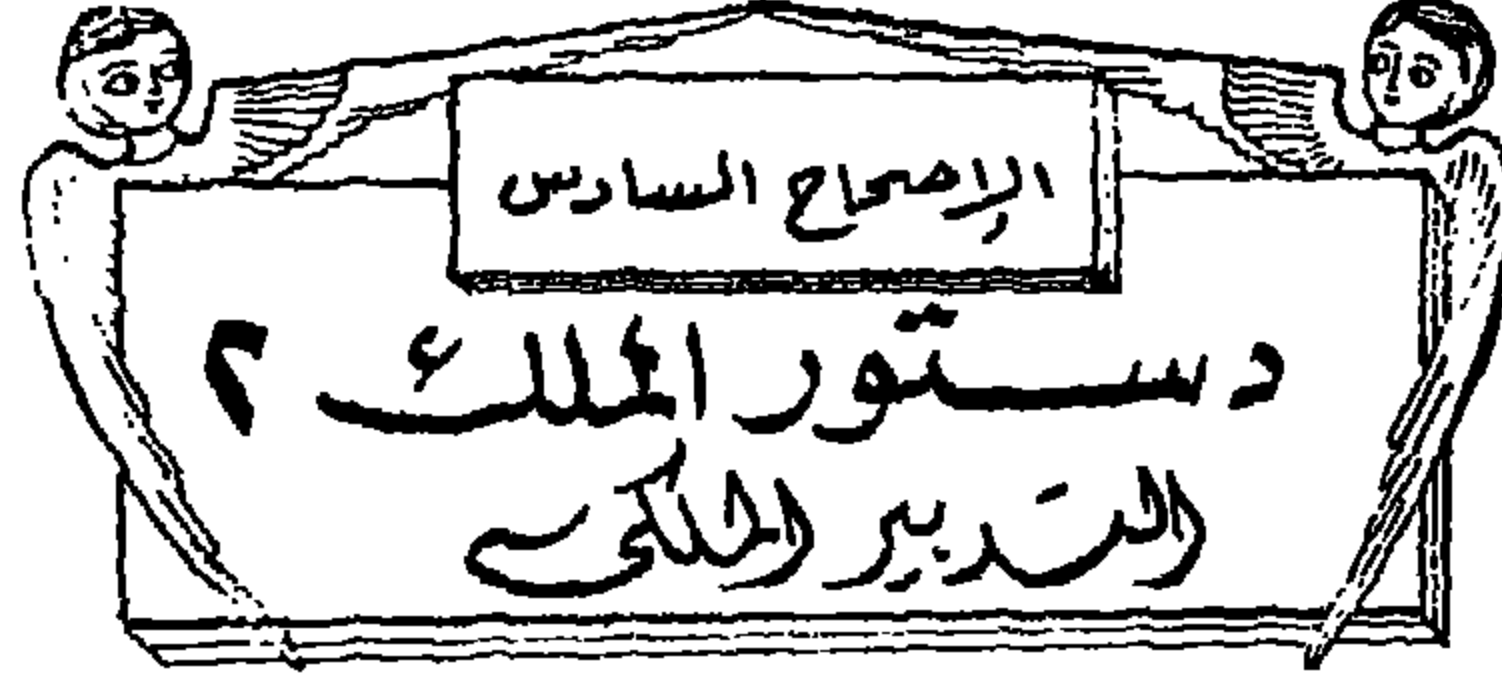 الإصحاح السادس
دستور الملك ٢
التدبير الملكى